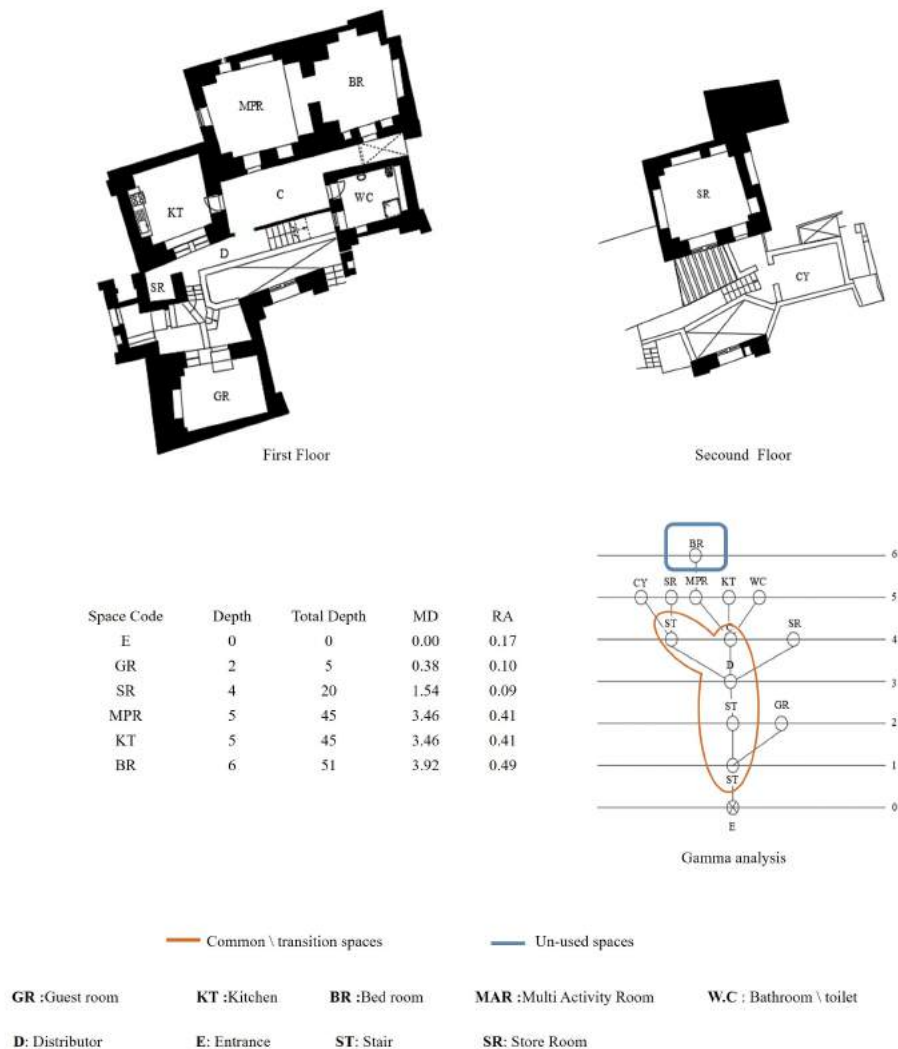 BR
MPR
KT
C
WC
D
SR
GR
First Floor
SR
CY
Secound Floor
Space Code Depth Total Depth MD RA
E 0 0 0.00 0.17
GR 2 5 0.38 0.10
SR 4 20 1.54 0.09
MPR 5 45 3.46 0.41
KT 5 45 3.46 0.41
BR 6 51 3.92 0.49
BR
6
CY SR MPR KT WC
5
ST C SR
4
D
3
ST GR
2
1
ST
0
E
Gamma analysis
Common \ transition spaces Un-used spaces
GR :Guest room KT :Kitchen BR :Bed room MAR :Multi Activity Room W.C : Bathroom \ toilet
D: Distributor E: Entrance ST: Stair SR: Store Room